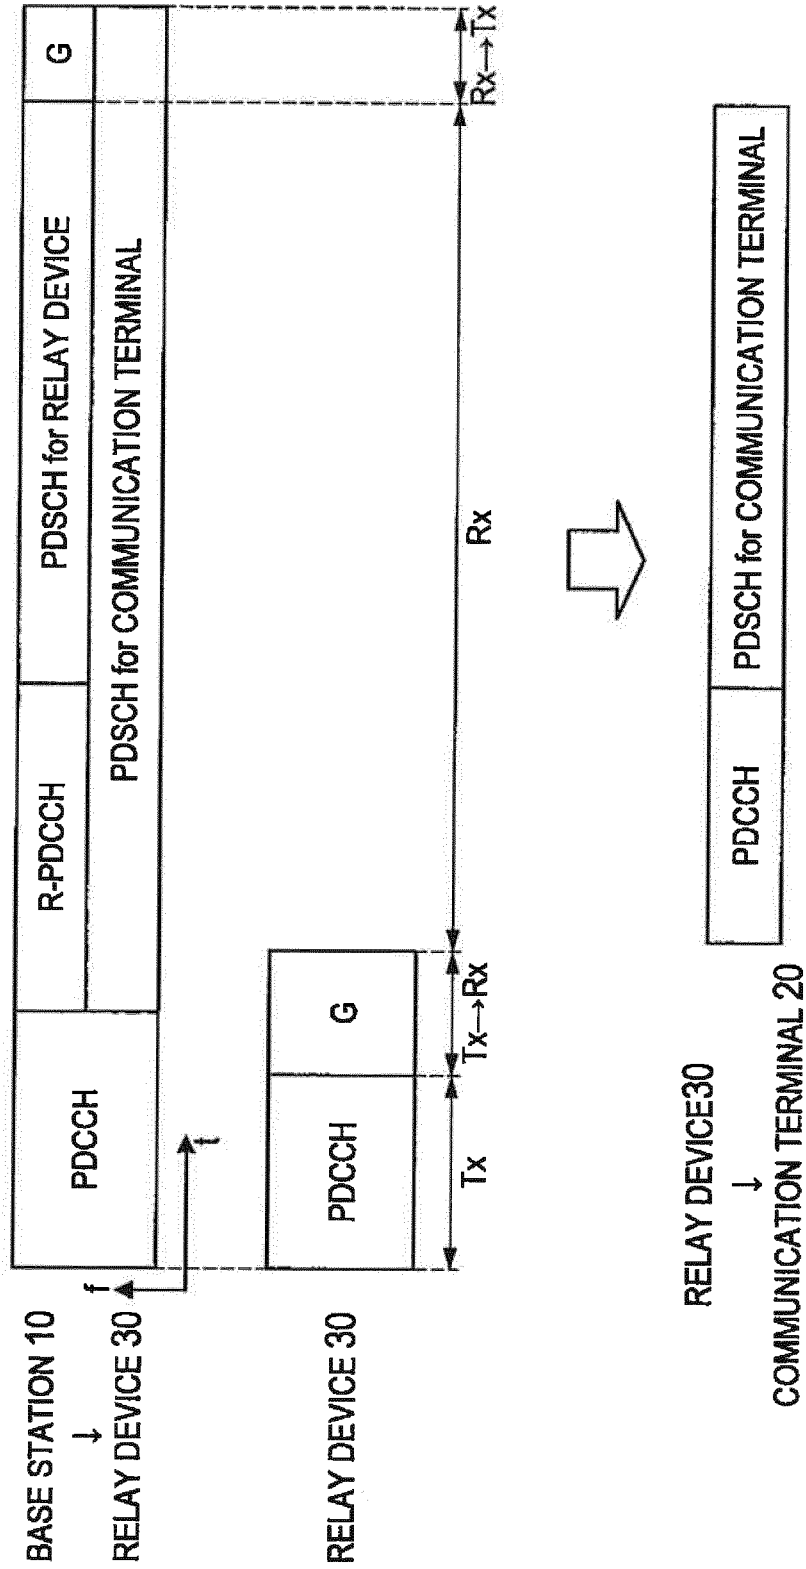 BASE STATION 10
↓
RELAY DEVICE 30
PDCCH
R-PDCCH
PDSCH for RELAY DEVICE
G
PDSCH for COMMUNICATION TERMINAL
f
t
RELAY DEVICE 30
PDCCH
G
Tx
Tx→Rx
Rx
Rx→Tx
RELAY DEVICE30
↓
COMMUNICATION TERMINAL 20
PDCCH
PDSCH for COMMUNICATION TERMINAL